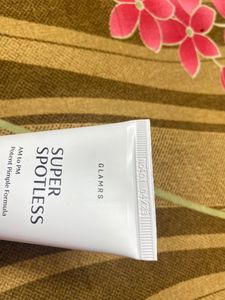 GLAMRS
SUPER
SPOTLESS
AM to PM
Potent Pimple Formula